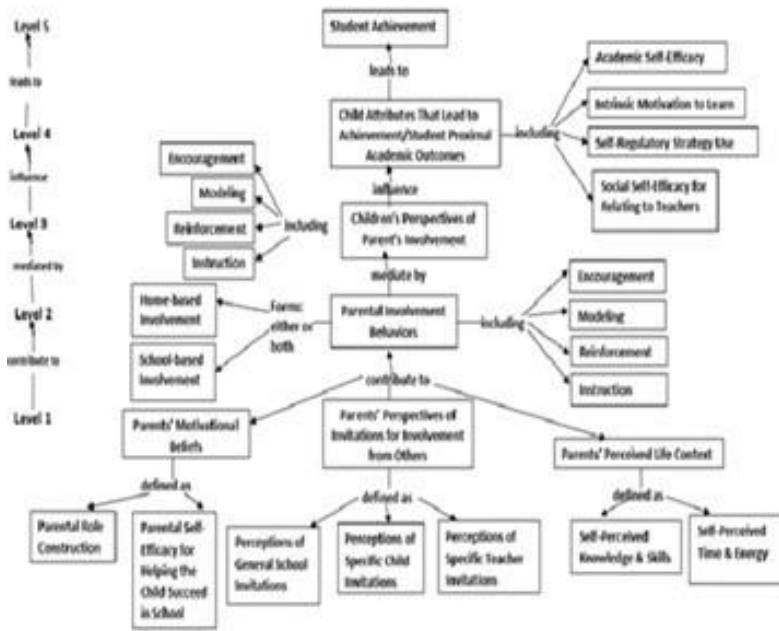 Level 5
leads to
Level 4
influence
Level 3
mediated by
Level 2
contribute to
Level 1
Student Achievement
leads to
Child Attributes That Lead to
Achievement/Student Proximal
Academic Outcomes
including
Academic Self-Efficacy
Intrinsic Motivation to Learn
Self-Regulatory Strategy Use
Social Self-Efficacy for
Relating to Teachers
influence
Children's Perspectives of
Parent's Involvement
including
Encouragement
Modeling
Reinforcement
Instruction
mediate by
Parental Involvement
Behaviors
Forms:
either or
both
Home-based
Involvement
School-based
Involvement
including
Encouragement
Modeling
Reinforcement
Instruction
contribute to
Parents' Motivational
Beliefs
Parents' Perspectives of
Invitations for Involvement
from Others
Parents' Perceived Life Context
defined as
Parental Role
Construction
Parental Self-
Efficacy for
Helping the
Child Succeed
in School
defined as
Perceptions of
General School
Invitations
Perceptions of
Specific Child
Invitations
Perceptions of
Specific Teacher
Invitations
defined as
Self-Perceived
Knowledge & Skills
Self-Perceived
Time & Energy